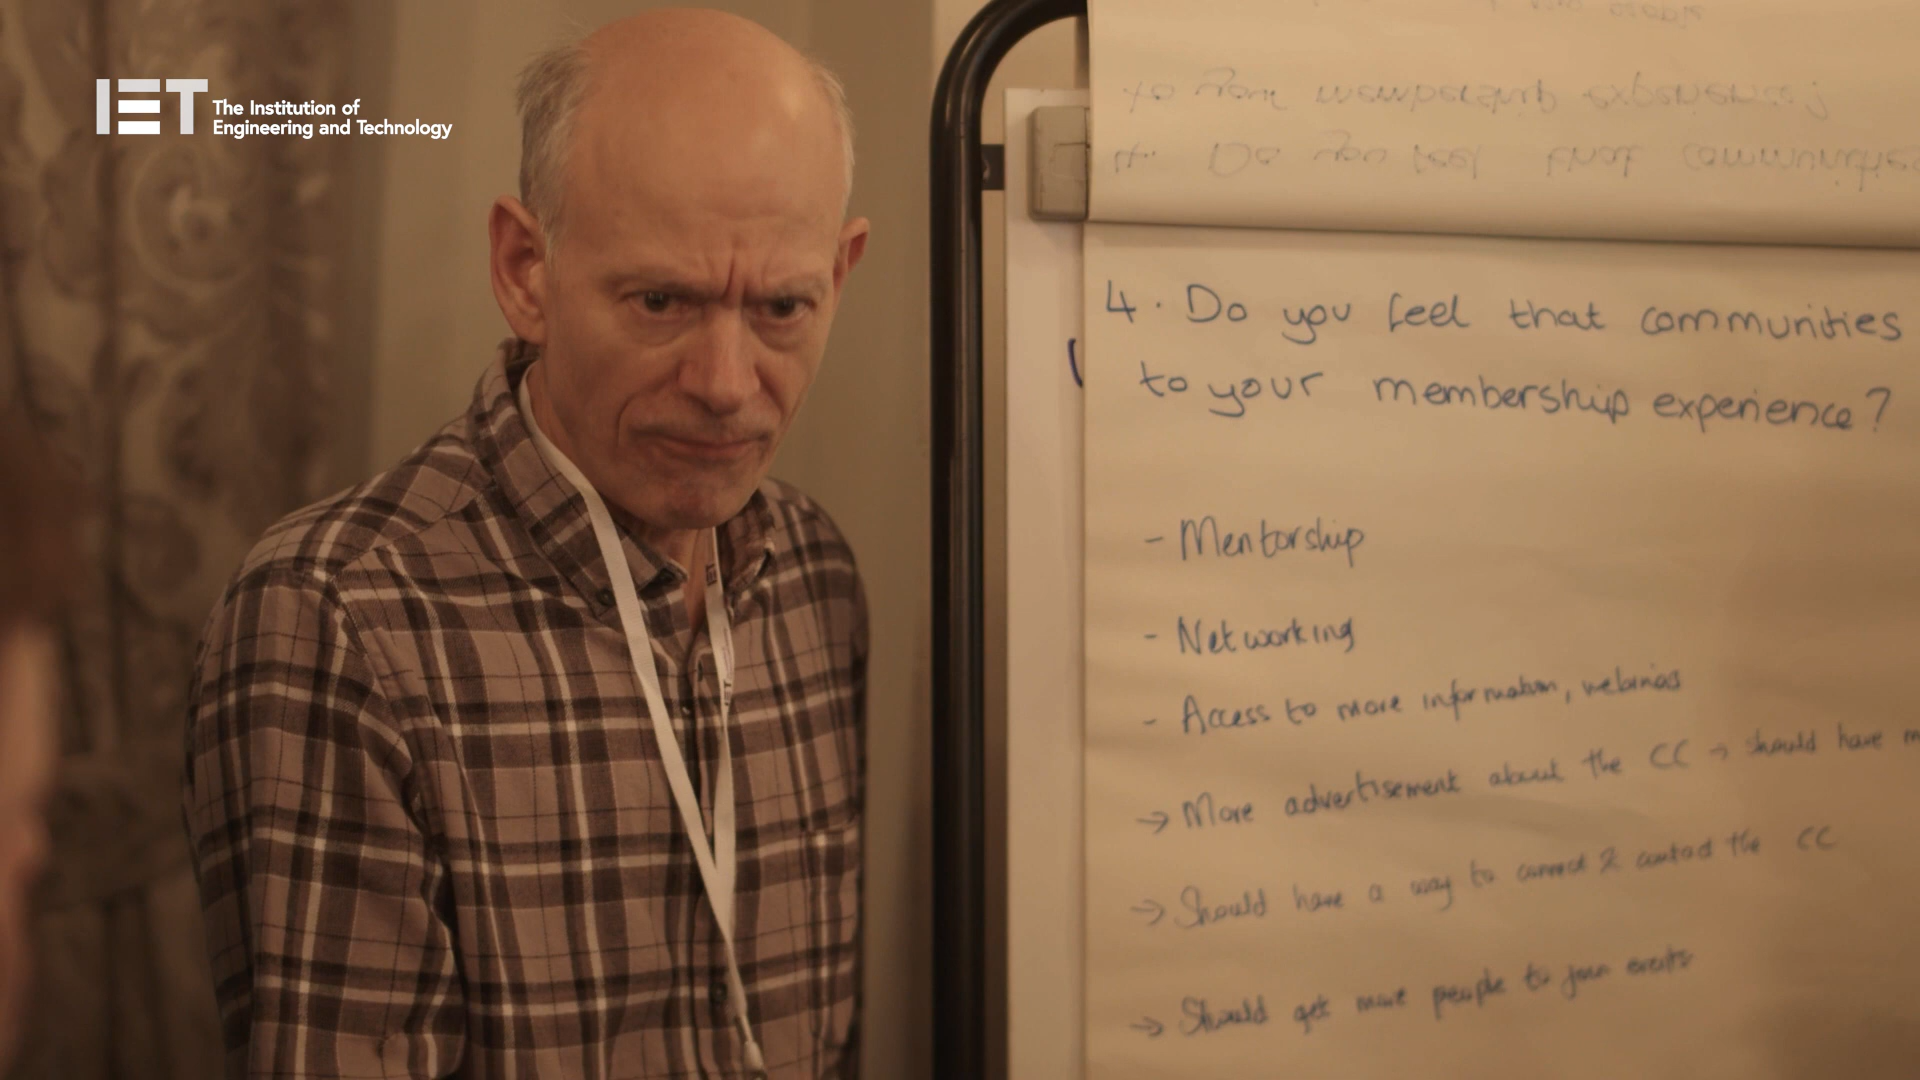 IET
The Institution of
Engineering and Technology
4. Do you feel that communities
to your membership experience?
- Mentorship
- Networking
- Access to more information, webinars
→ More advertisement about the CC → should have
→ Should have a way to connect & contact the CC
→ Should get more people to join events
IET